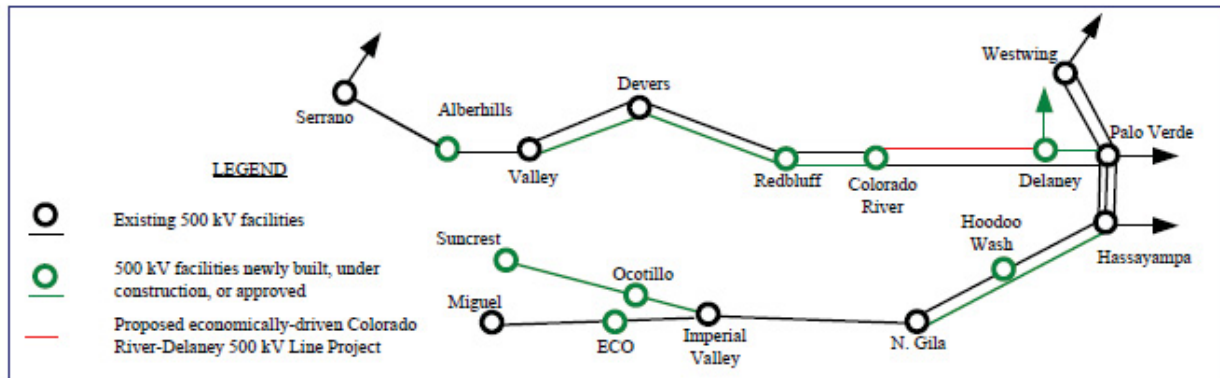 Westwing
Devers
Serrano
Alberhills
Palo Verde
LEGEND
Valley
Redbluff
Colorado
River
Delaney
Existing 500 kV facilities
Hoodoo
Wash
Suncrest
Hassayampa
500 kV facilities newly built, under
construction, or approved
Ocotillo
Miguel
Proposed economically-driven Colorado
River-Delaney 500 kV Line Project
ECO
Imperial
Valley
N. Gila